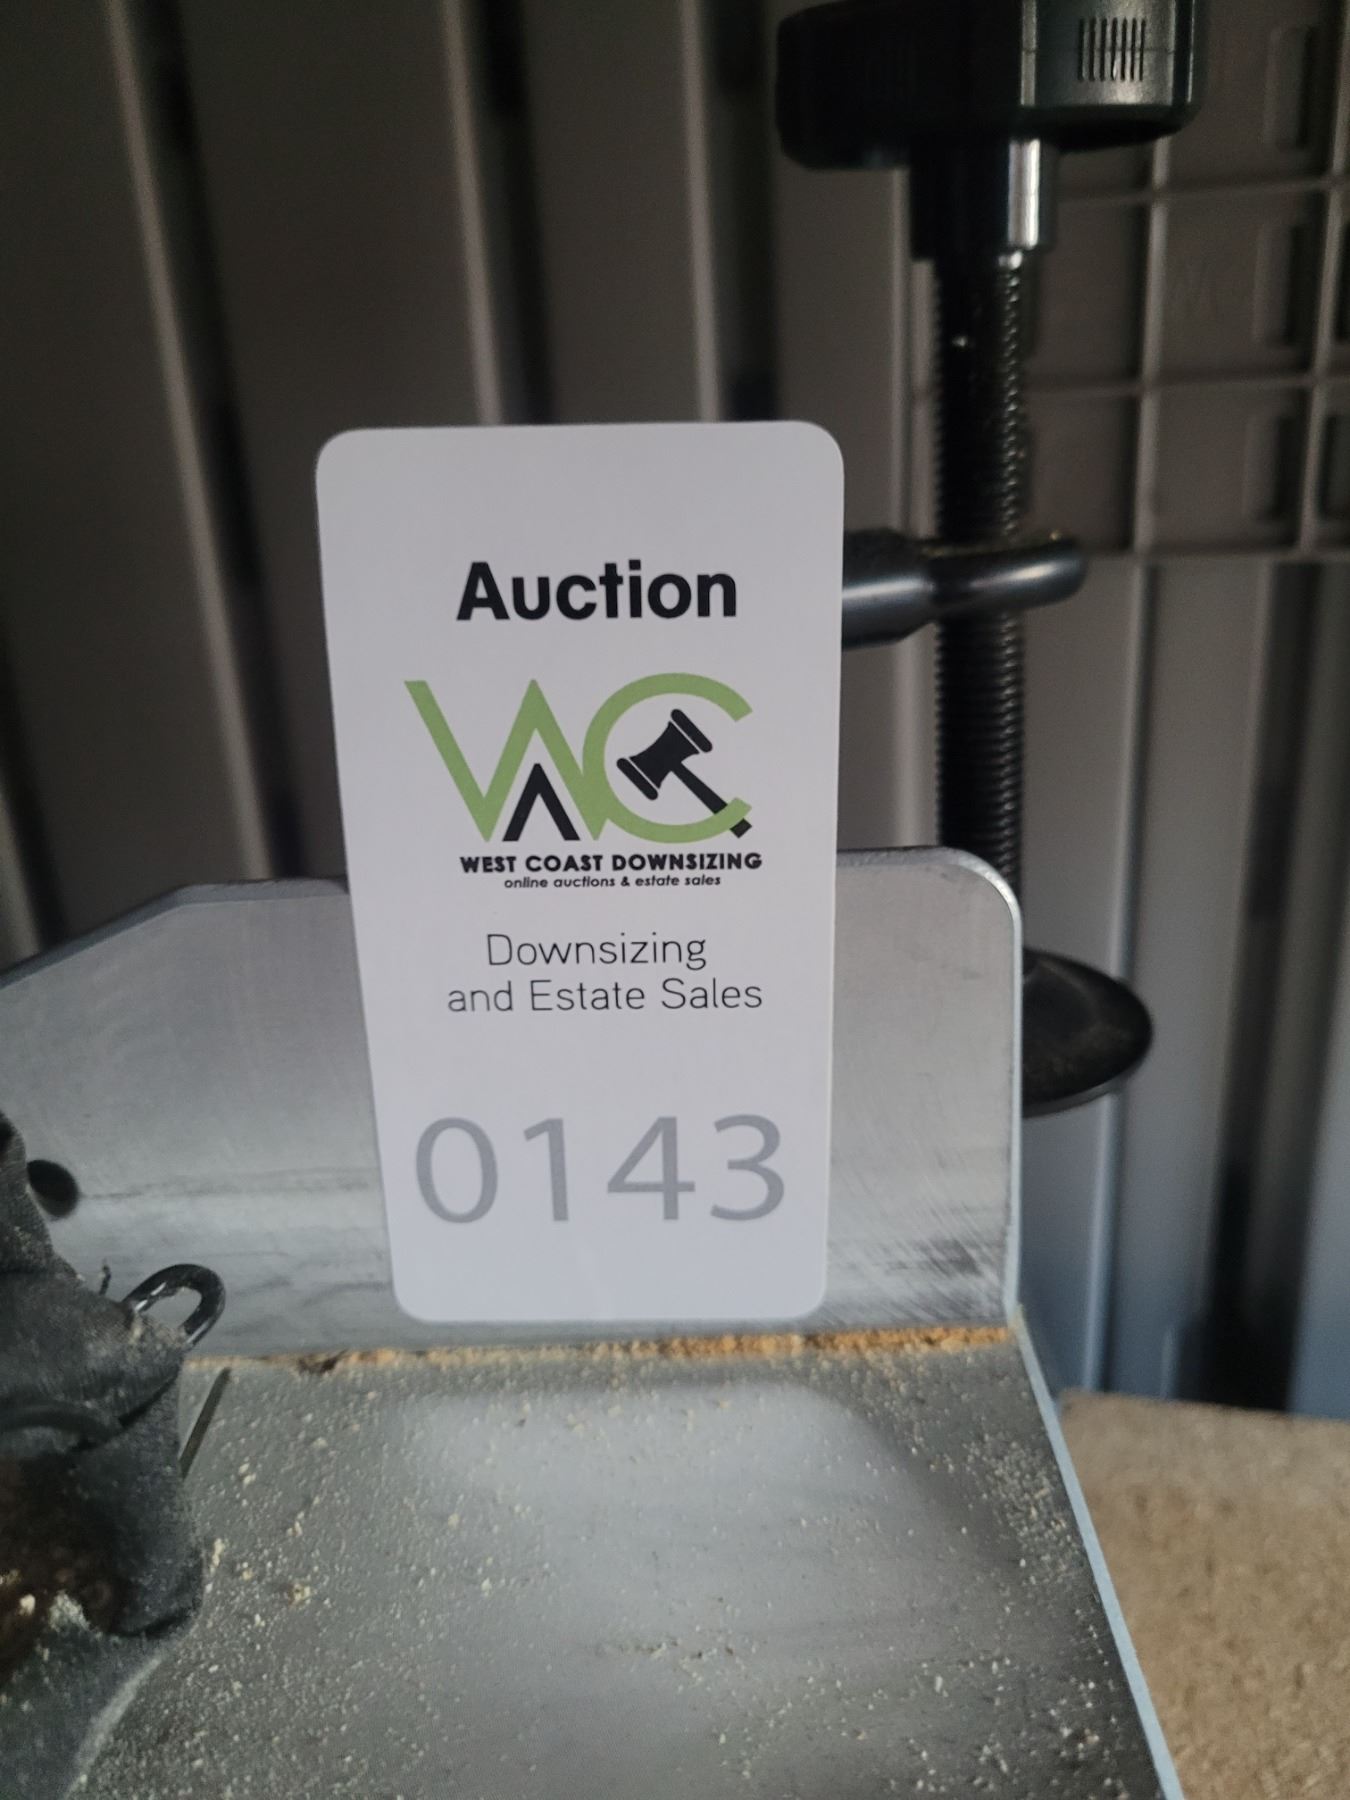 Auction
WC
WEST COAST DOWNSIZING
online auctions & estate sales
Downsizing
and Estate Sales
0143